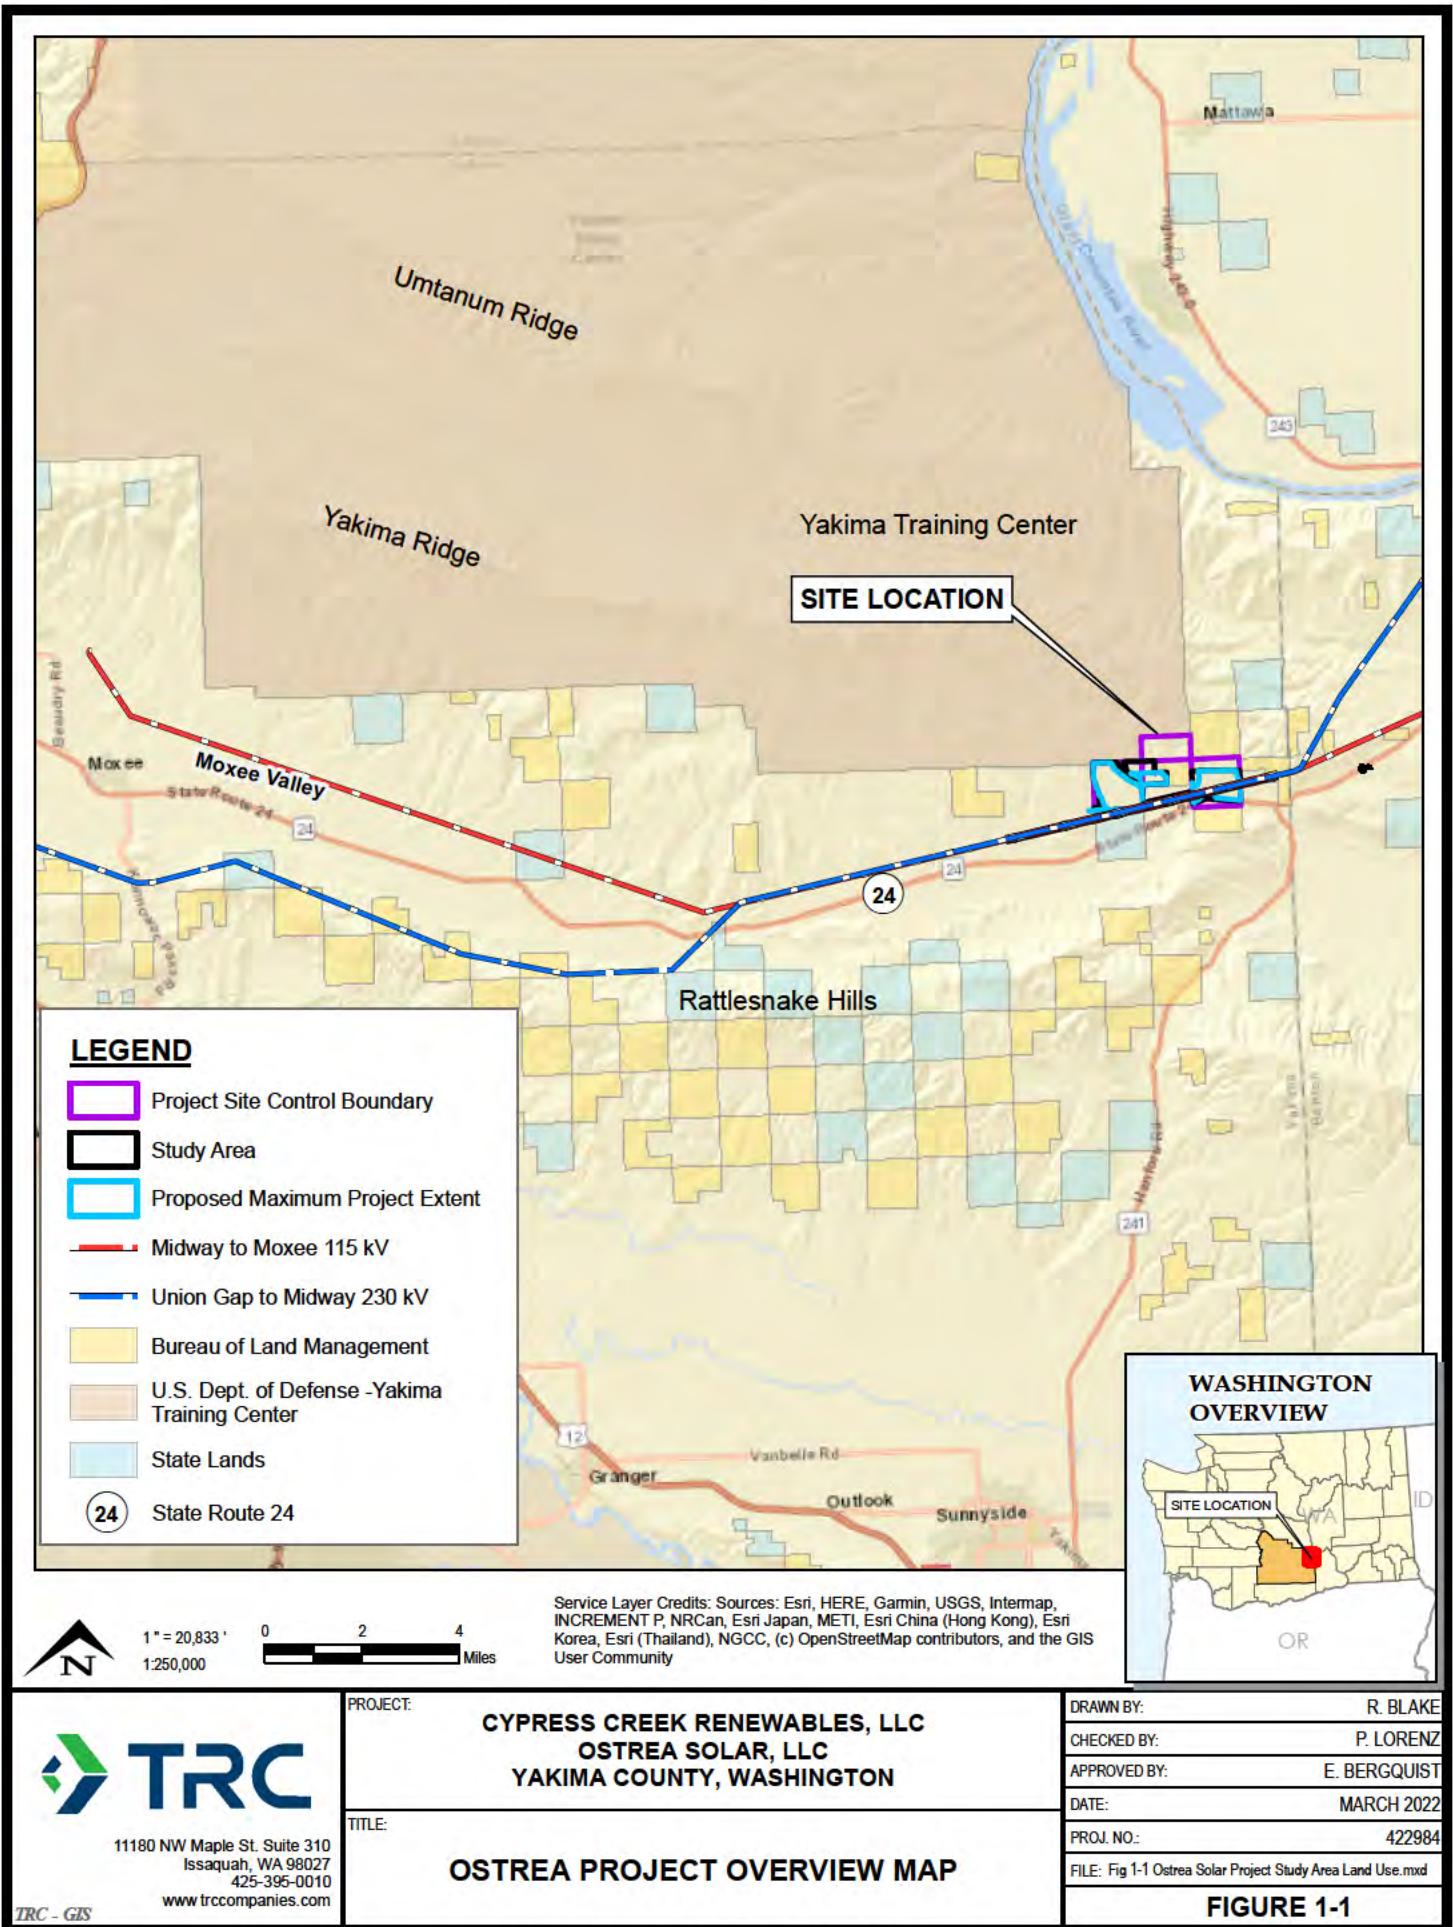 Mattawa
Highway 243 S
Umtanum Ridge
243
Yakima Ridge
Yakima Training Center
SITE LOCATION
Beaudry Rd
Moxee
Moxee Valley
State Route 24
24
State Route 2
24
24
Rattlesnake Hills
Yakima
Benton
Hanford Rd
241
LEGEND
Project Site Control Boundary
Study Area
Proposed Maximum Project Extent
Midway to Moxee 115 kV
Union Gap to Midway 230 kV
Bureau of Land Management
U.S. Dept. of Defense -Yakima
Training Center
State Lands
24 State Route 24
12
Granger
Vanbelle Rd
Outlook
Sunnyside
Yakima
WASHINGTON
OVERVIEW
SITE LOCATION
WA
ID
OR
N
1 " = 20,833 '
1:250,000
0 2 4
Miles
Service Layer Credits: Sources: Esri, HERE, Garmin, USGS, Intermap,
INCREMENT P, NRCan, Esri Japan, METI, Esri China (Hong Kong), Esri
Korea, Esri (Thailand), NGCC, (c) OpenStreetMap contributors, and the GIS
User Community
TRC
11180 NW Maple St. Suite 310
Issaquah, WA 98027
425-395-0010
www.trccompanies.com
TRC - GIS
PROJECT:
CYPRESS CREEK RENEWABLES, LLC
OSTREA SOLAR, LLC
YAKIMA COUNTY, WASHINGTON
TITLE:
OSTREA PROJECT OVERVIEW MAP
DRAWN BY: R. BLAKE
CHECKED BY: P. LORENZ
APPROVED BY: E. BERGQUIST
DATE: MARCH 2022
PROJ. NO.: 422984
FILE: Fig 1-1 Ostrea Solar Project Study Area Land Use.mxd
FIGURE 1-1